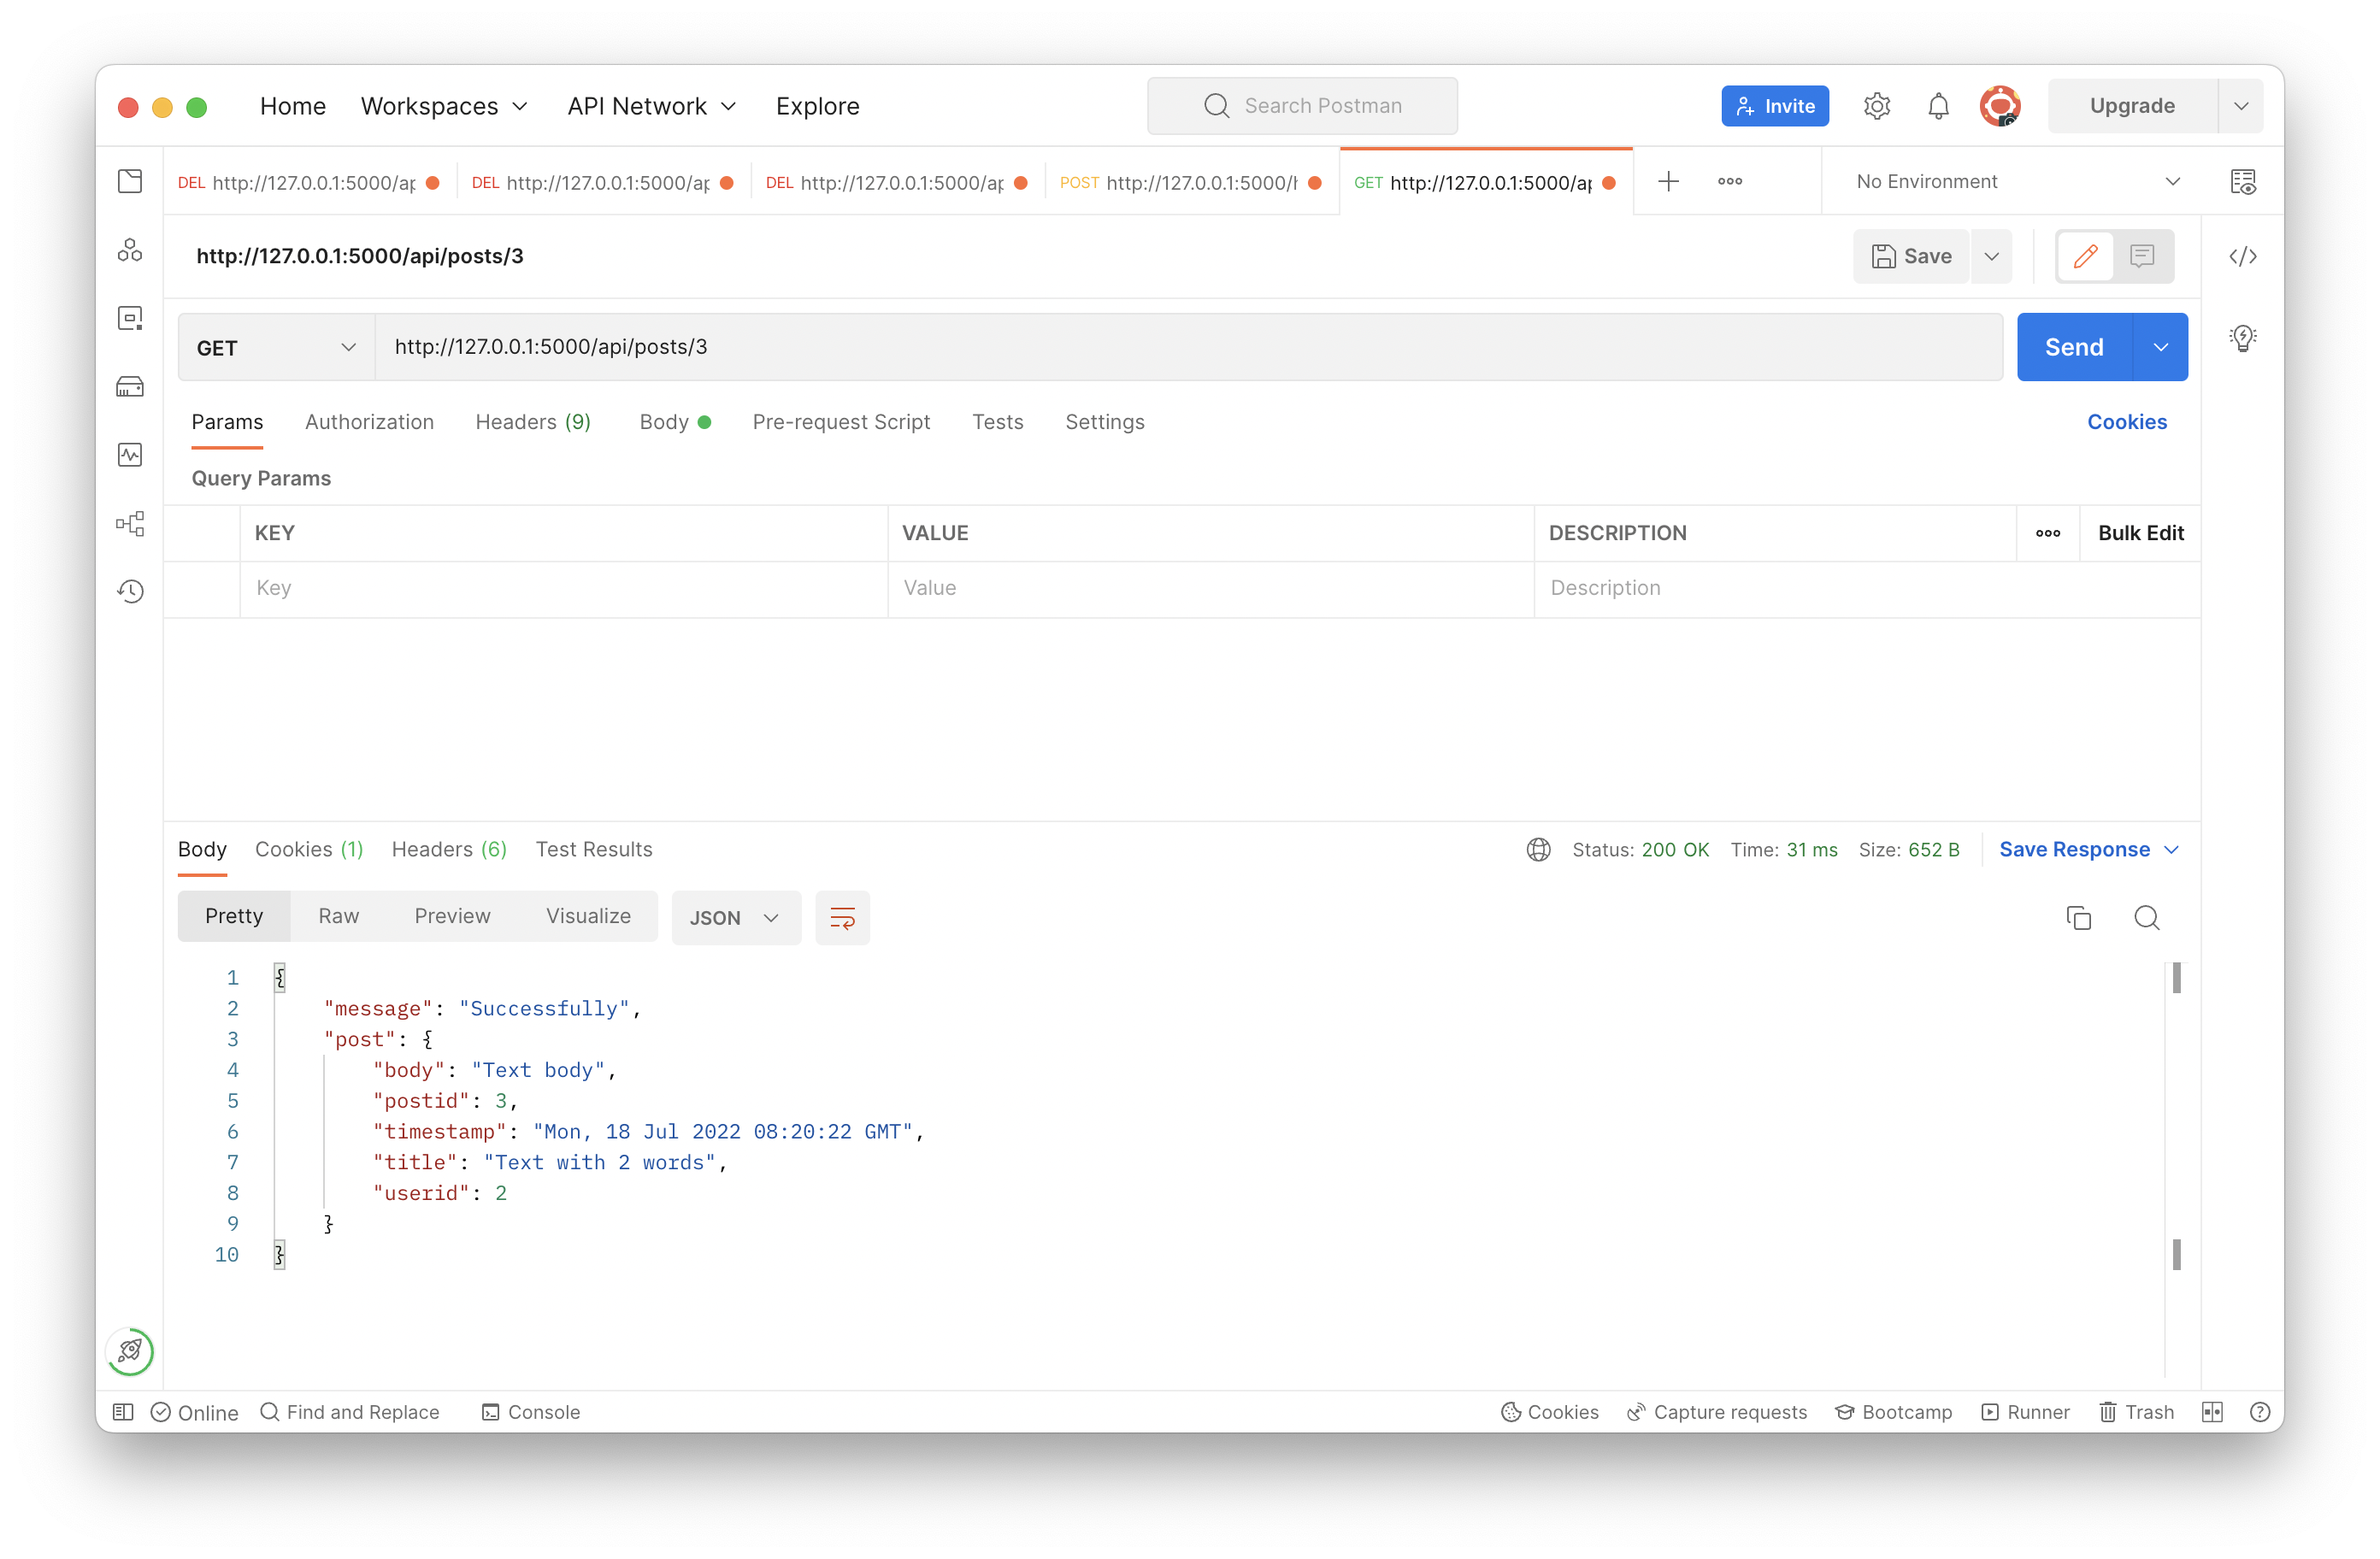 Home Workspaces API Network Explore Search Postman Invite Upgrade
DEL http://127.0.0.1:5000/ap DEL http://127.0.0.1:5000/ap DEL http://127.0.0.1:5000/ap POST http://127.0.0.1:5000/h GET http://127.0.0.1:5000/ap No Environment
http://127.0.0.1:5000/api/posts/3 Save
GET http://127.0.0.1:5000/api/posts/3 Send
Params Authorization Headers (9) Body Pre-request Script Tests Settings Cookies
Query Params
KEY VALUE DESCRIPTION Bulk Edit
Key Value Description
Body Cookies (1) Headers (6) Test Results Status: 200 OK Time: 31 ms Size: 652 B Save Response
Pretty Raw Preview Visualize JSON
1 {
2 "message": "Successfully",
3 "post": {
4 "body": "Text body",
5 "postid": 3,
6 "timestamp": "Mon, 18 Jul 2022 08:20:22 GMT",
7 "title": "Text with 2 words",
8 "userid": 2
9 }
10 }
Online Find and Replace Console Cookies Capture requests Bootcamp Runner Trash